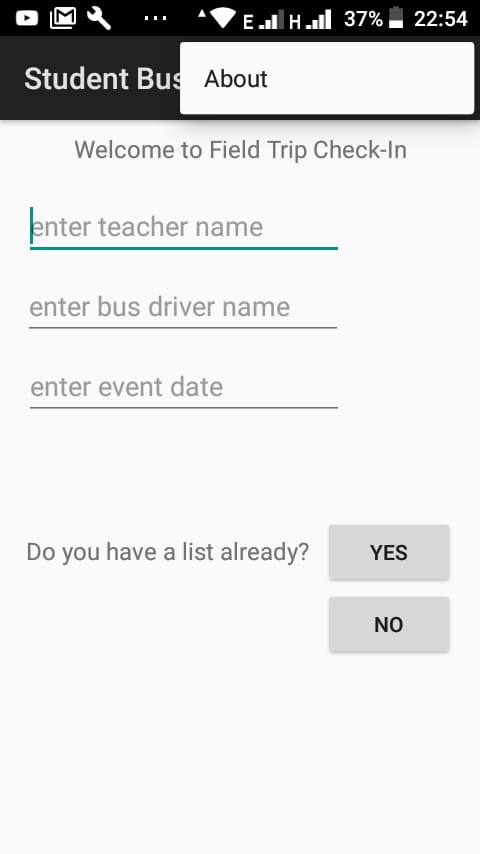 E H 37% 22:54
Student Bus
About
Welcome to Field Trip Check-In
enter teacher name
enter bus driver name
enter event date
Do you have a list already? YES
NO